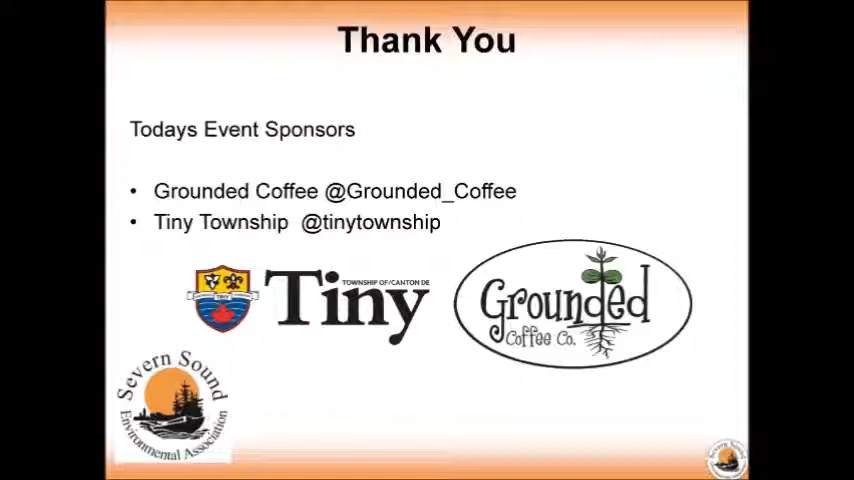 Thank You
Todays Event Sponsors
• Grounded Coffee @Grounded_Coffee
• Tiny Township @tinytownship
TOWNSHIP OF/CANTON DE
Tiny
TINY
Grounded
Coffee Co.
Severn Sound
Environmental Association